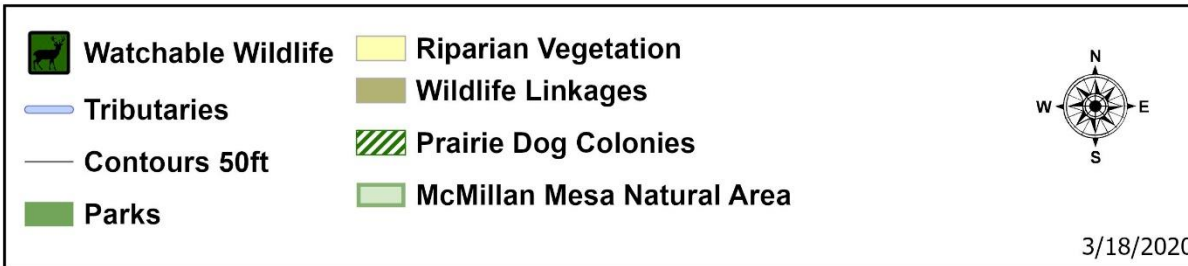 Watchable Wildlife
Tributaries
Contours 50ft
Parks
Riparian Vegetation
Wildlife Linkages
Prairie Dog Colonies
McMillan Mesa Natural Area
N
W E
S
3/18/2020